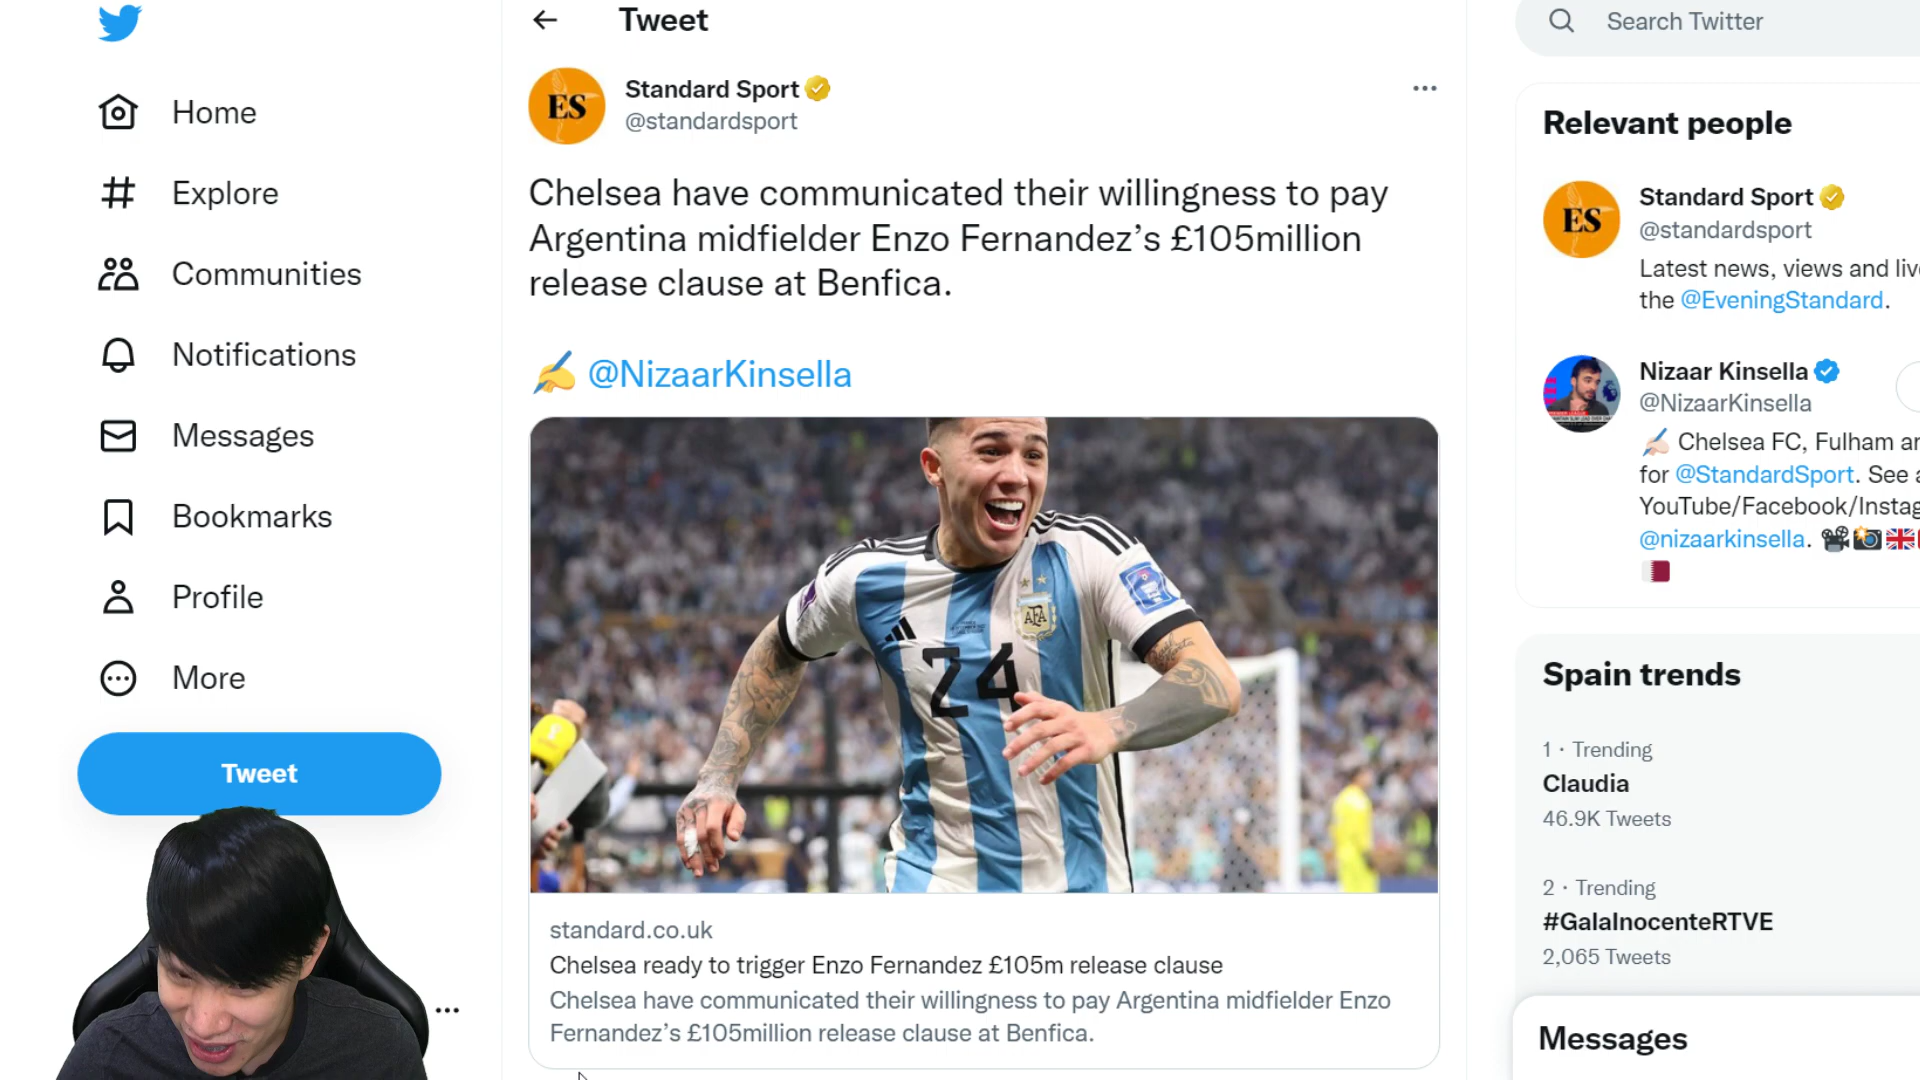 Home
Explore
Communities
Notifications
Messages
Bookmarks
Profile
More
Tweet
Tweet
ES
Standard Sport
@standardsport
Chelsea have communicated their willingness to pay
Argentina midfielder Enzo Fernandez’s £105million
release clause at Benfica.
@NizaarKinsella
AFA
24
standard.co.uk
Chelsea ready to trigger Enzo Fernandez £105m release clause
Chelsea have communicated their willingness to pay Argentina midfielder Enzo
Fernandez’s £105million release clause at Benfica.
Search Twitter
Relevant people
ES
Standard Sport
@standardsport
Latest news, views and live
the @EveningStandard.
Nizaar Kinsella
@NizaarKinsella
Chelsea FC, Fulham an
for @StandardSport. See a
YouTube/Facebook/Instag
@nizaarkinsella.
Spain trends
1 · Trending
Claudia
46.9K Tweets
2 · Trending
#GalaInocenteRTVE
2,065 Tweets
Messages